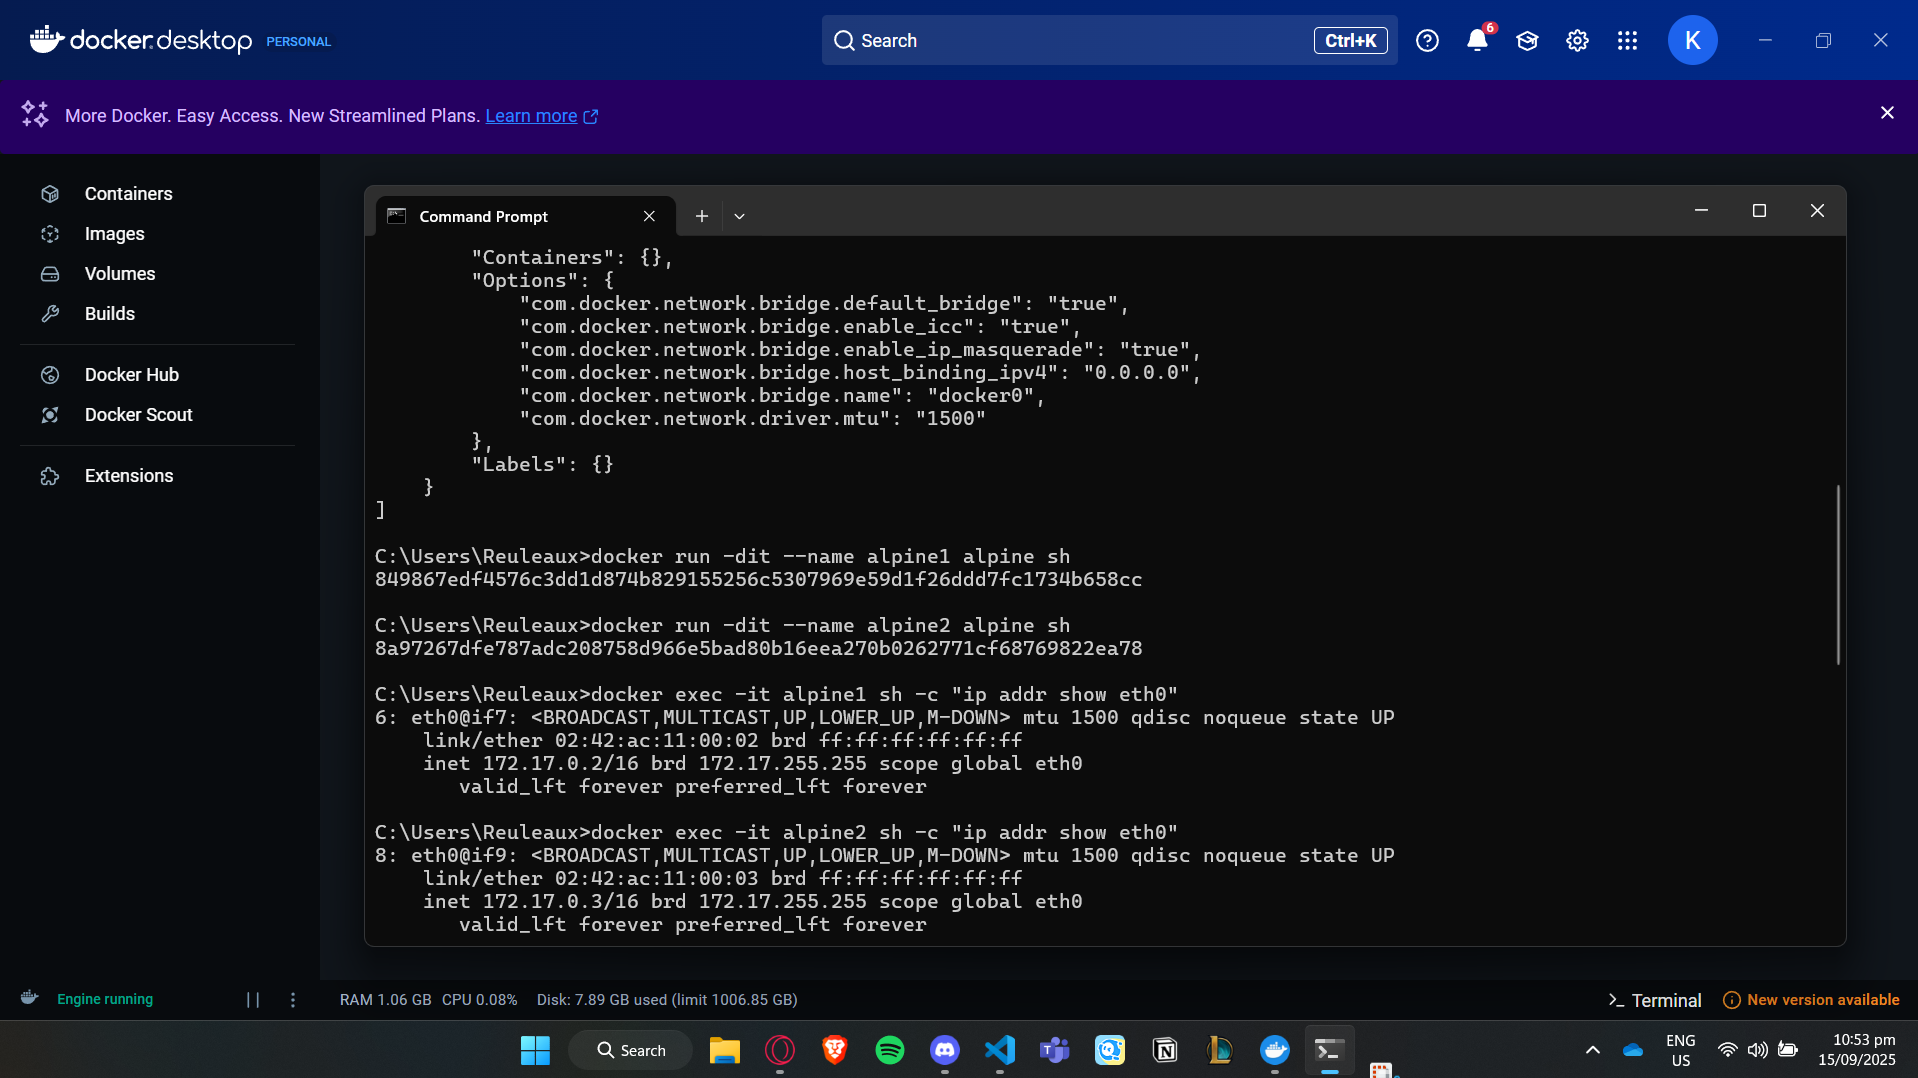 docker.desktop PERSONAL
Search
Ctrl+K
6
K
More Docker. Easy Access. New Streamlined Plans. Learn more
Containers
Images
Volumes
Builds
Docker Hub
Docker Scout
Extensions
Command Prompt
"Containers": {},
"Options": {
"com.docker.network.bridge.default_bridge": "true",
"com.docker.network.bridge.enable_icc": "true",
"com.docker.network.bridge.enable_ip_masquerade": "true",
"com.docker.network.bridge.host_binding_ipv4": "0.0.0.0",
"com.docker.network.bridge.name": "docker0",
"com.docker.network.driver.mtu": "1500"
},
"Labels": {}
}
]
C:\Users\Reuleaux>docker run -dit --name alpine1 alpine sh
849867edf4576c3dd1d874b829155256c5307969e59d1f26ddd7fc1734b658cc
C:\Users\Reuleaux>docker run -dit --name alpine2 alpine sh
8a97267dfe787adc208758d966e5bad80b16eea270b0262771cf68769822ea78
C:\Users\Reuleaux>docker exec -it alpine1 sh -c "ip addr show eth0"
6: eth0@if7: <BROADCAST,MULTICAST,UP,LOWER_UP,M-DOWN> mtu 1500 qdisc noqueue state UP
link/ether 02:42:ac:11:00:02 brd ff:ff:ff:ff:ff:ff
inet 172.17.0.2/16 brd 172.17.255.255 scope global eth0
valid_lft forever preferred_lft forever
C:\Users\Reuleaux>docker exec -it alpine2 sh -c "ip addr show eth0"
8: eth0@if9: <BROADCAST,MULTICAST,UP,LOWER_UP,M-DOWN> mtu 1500 qdisc noqueue state UP
link/ether 02:42:ac:11:00:03 brd ff:ff:ff:ff:ff:ff
inet 172.17.0.3/16 brd 172.17.255.255 scope global eth0
valid_lft forever preferred_lft forever
Engine running
RAM 1.06 GB CPU 0.08% Disk: 7.89 GB used (limit 1006.85 GB)
Terminal
New version available
Search
ENG
US
10:53 pm
15/09/2025